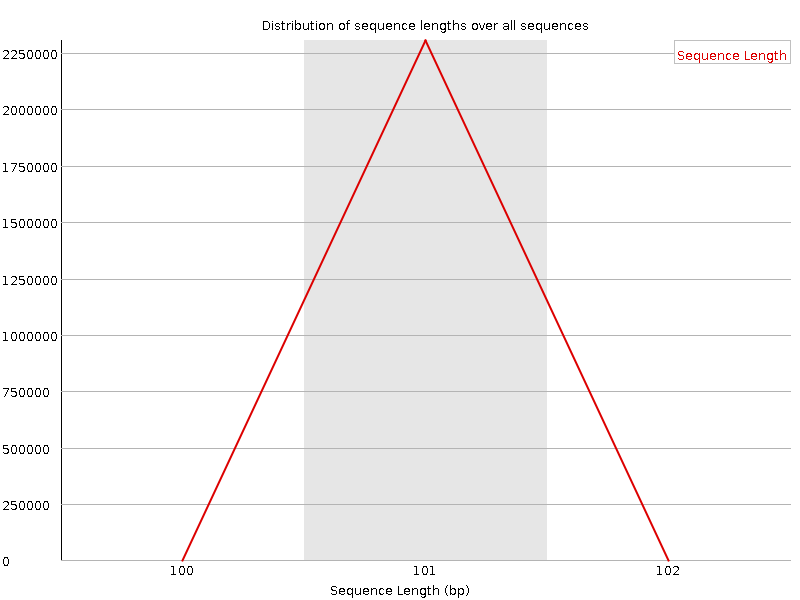 Distribution of sequence lengths over all sequences
Sequence Length
2250000
2000000
1750000
1500000
1250000
1000000
750000
500000
250000
0
100 101 102
Sequence Length (bp)